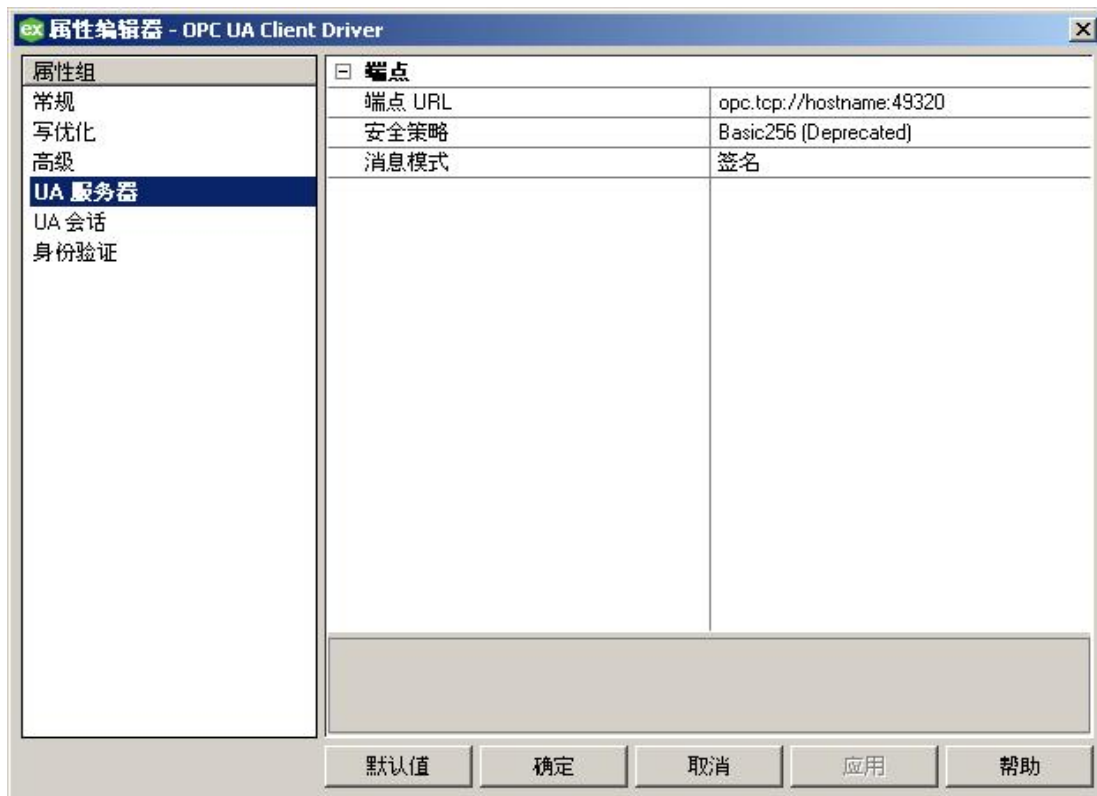 ex 属性编辑器 - OPC UA Client Driver
属性组
常规
写优化
高级
UA 服务器
UA 会话
身份验证
端点
端点 URL opc.tcp://hostname:49320
安全策略 Basic256 (Deprecated)
消息模式 签名
默认值 确定 取消 应用 帮助